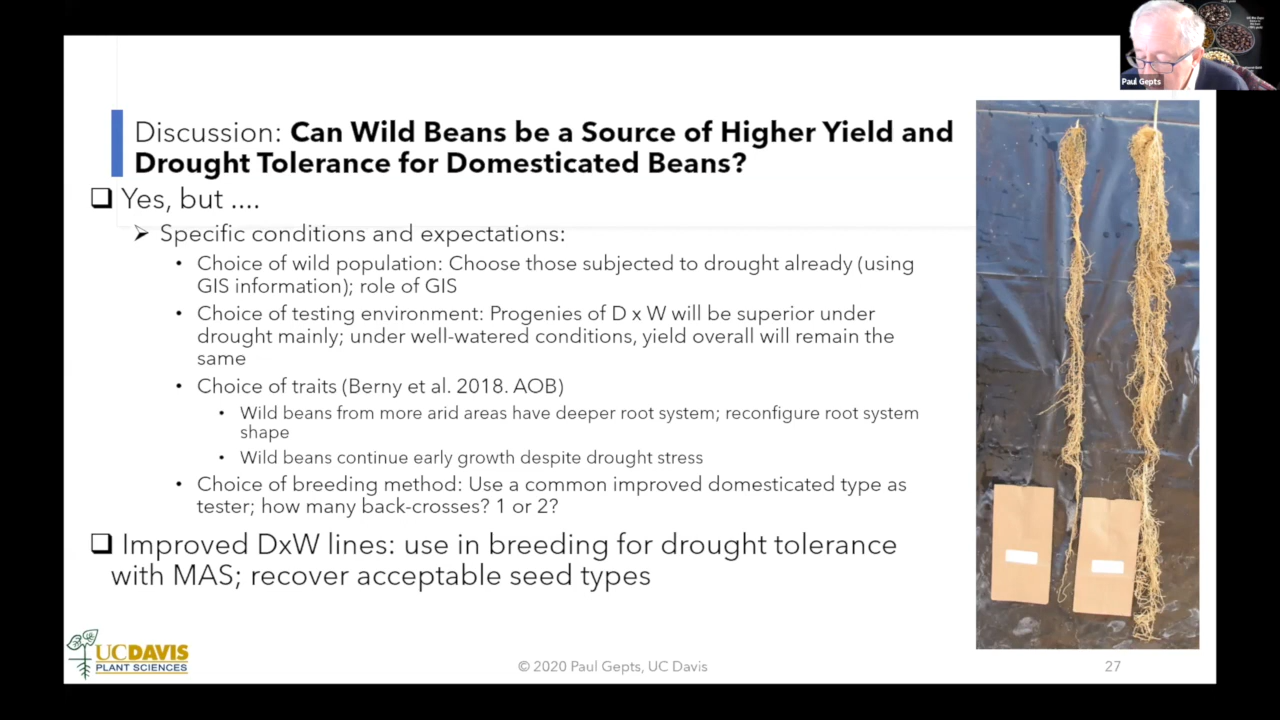 Paul Gepts
Discussion: Can Wild Beans be a Source of Higher Yield and
Drought Tolerance for Domesticated Beans?
Yes, but ....
Specific conditions and expectations:
• Choice of wild population: Choose those subjected to drought already (using
GIS information); role of GIS
• Choice of testing environment: Progenies of D x W will be superior under
drought mainly; under well-watered conditions, yield overall will remain the
same
• Choice of traits (Berny et al. 2018. AOB)
• Wild beans from more arid areas have deeper root system; reconfigure root system
shape
• Wild beans continue early growth despite drought stress
• Choice of breeding method: Use a common improved domesticated type as
tester; how many back-crosses? 1 or 2?
Improved DxW lines: use in breeding for drought tolerance
with MAS; recover acceptable seed types
UCDAVIS
PLANT SCIENCES
© 2020 Paul Gepts, UC Davis
27